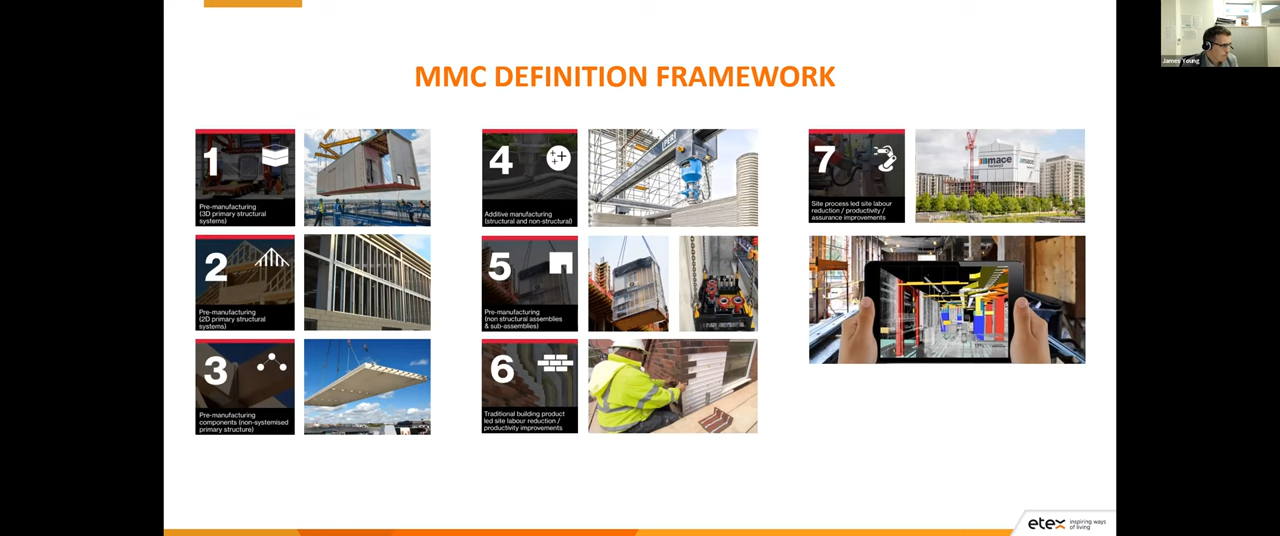 MMC DEFINITION FRAMEWORK
James Young
1
Pre-manufacturing
(3D primary structural
systems)
2
Pre-manufacturing
(2D primary structural
systems)
3
Pre-manufacturing
components (non-systemised
primary structure)
4
Additive manufacturing
(structural and non-structural)
PERI
5
Pre-manufacturing
(non structural assemblies
& sub-assemblies)
6
Traditional building product
led site labour reduction /
productivity improvements
7
Site process led site labour
reduction / productivity /
assurance improvements
mace
etex
inspiring ways
of living